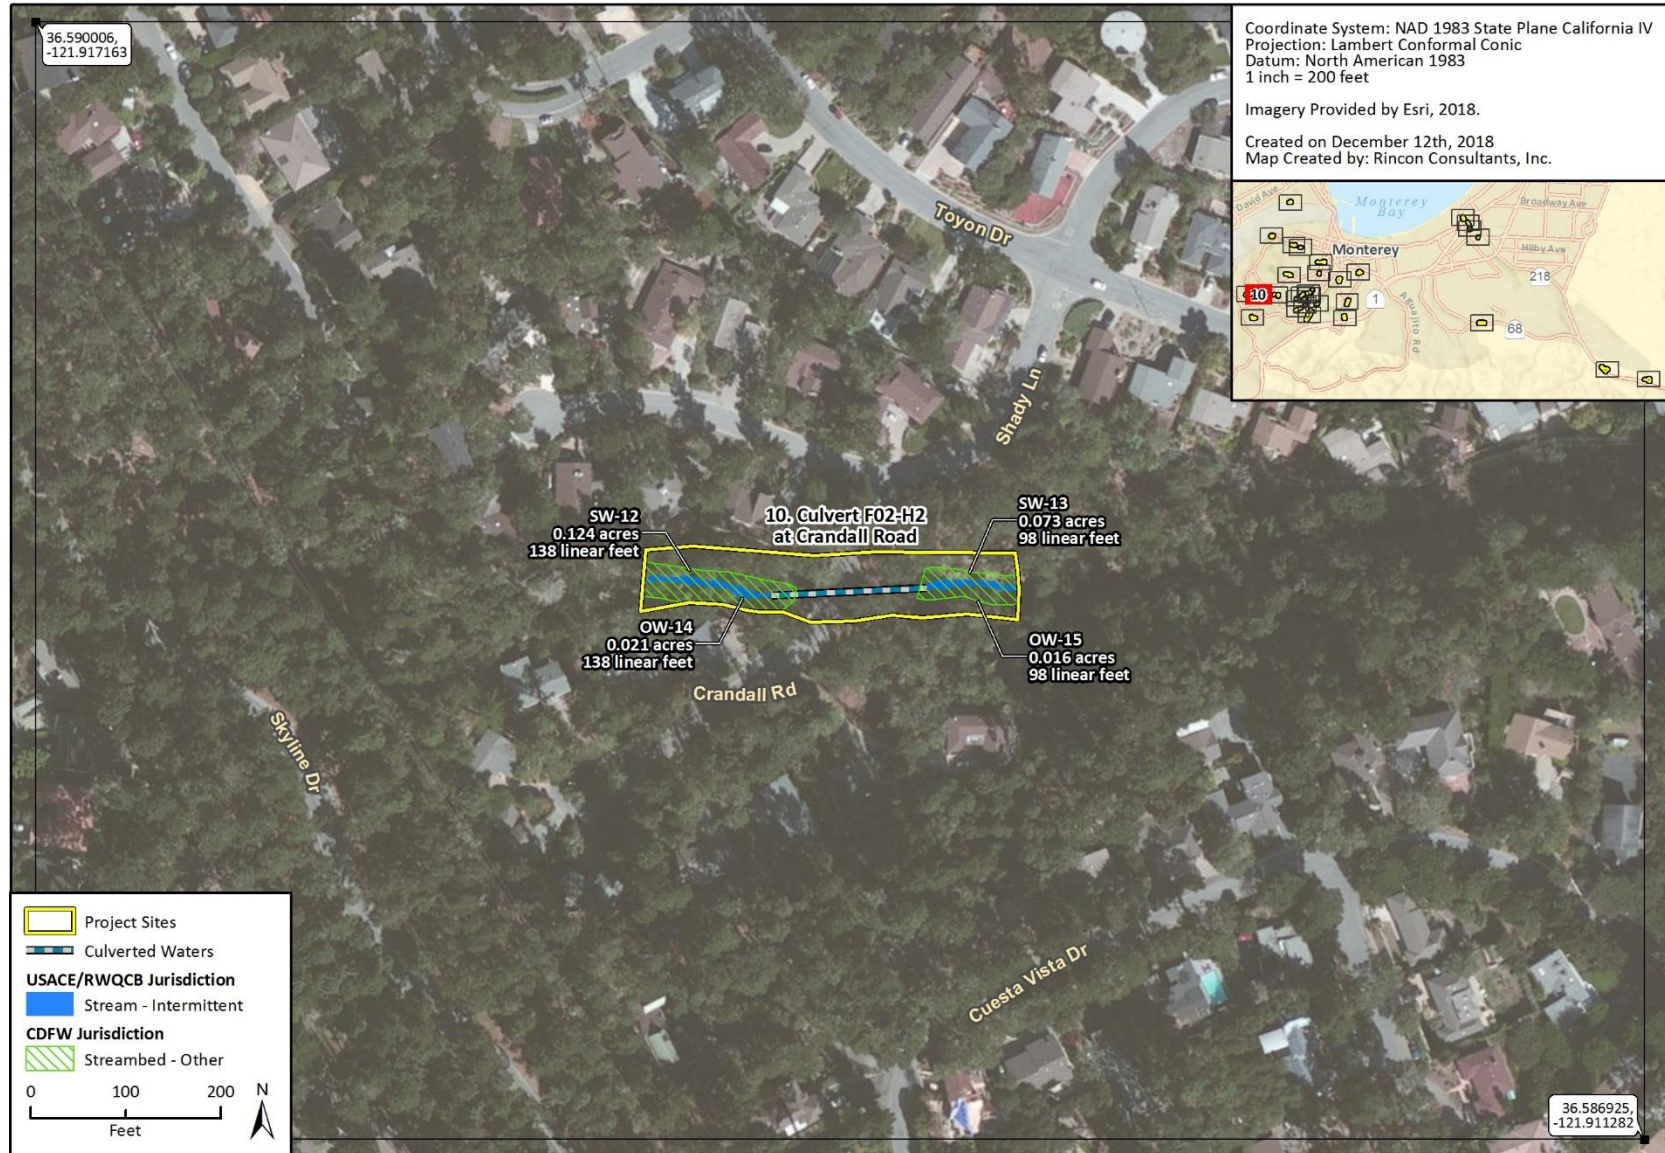 36.590006,
-121.917163
Coordinate System: NAD 1983 State Plane California IV
Projection: Lambert Conformal Conic
Datum: North American 1983
1 inch = 200 feet
Imagery Provided by Esri, 2018.
Created on December 12th, 2018
Map Created by: Rincon Consultants, Inc.
David Ave
Monterey
Bay
Broadway Ave
Monterey
Hilby Ave
218
10
1
Aguajito Rd
68
Toyon Dr
Shady Ln
SW-12
0.124 acres
138 linear feet
10. Culvert F02-H2
at Crandall Road
SW-13
0.073 acres
98 linear feet
OW-14
0.021 acres
138 linear feet
OW-15
0.016 acres
98 linear feet
Crandall Rd
Skyline Dr
Cuesta Vista Dr
Project Sites
Culverted Waters
USACE/RWQCB Jurisdiction
Stream - Intermittent
CDFW Jurisdiction
Streambed - Other
0 100 200
Feet
N
36.586925,
-121.911282